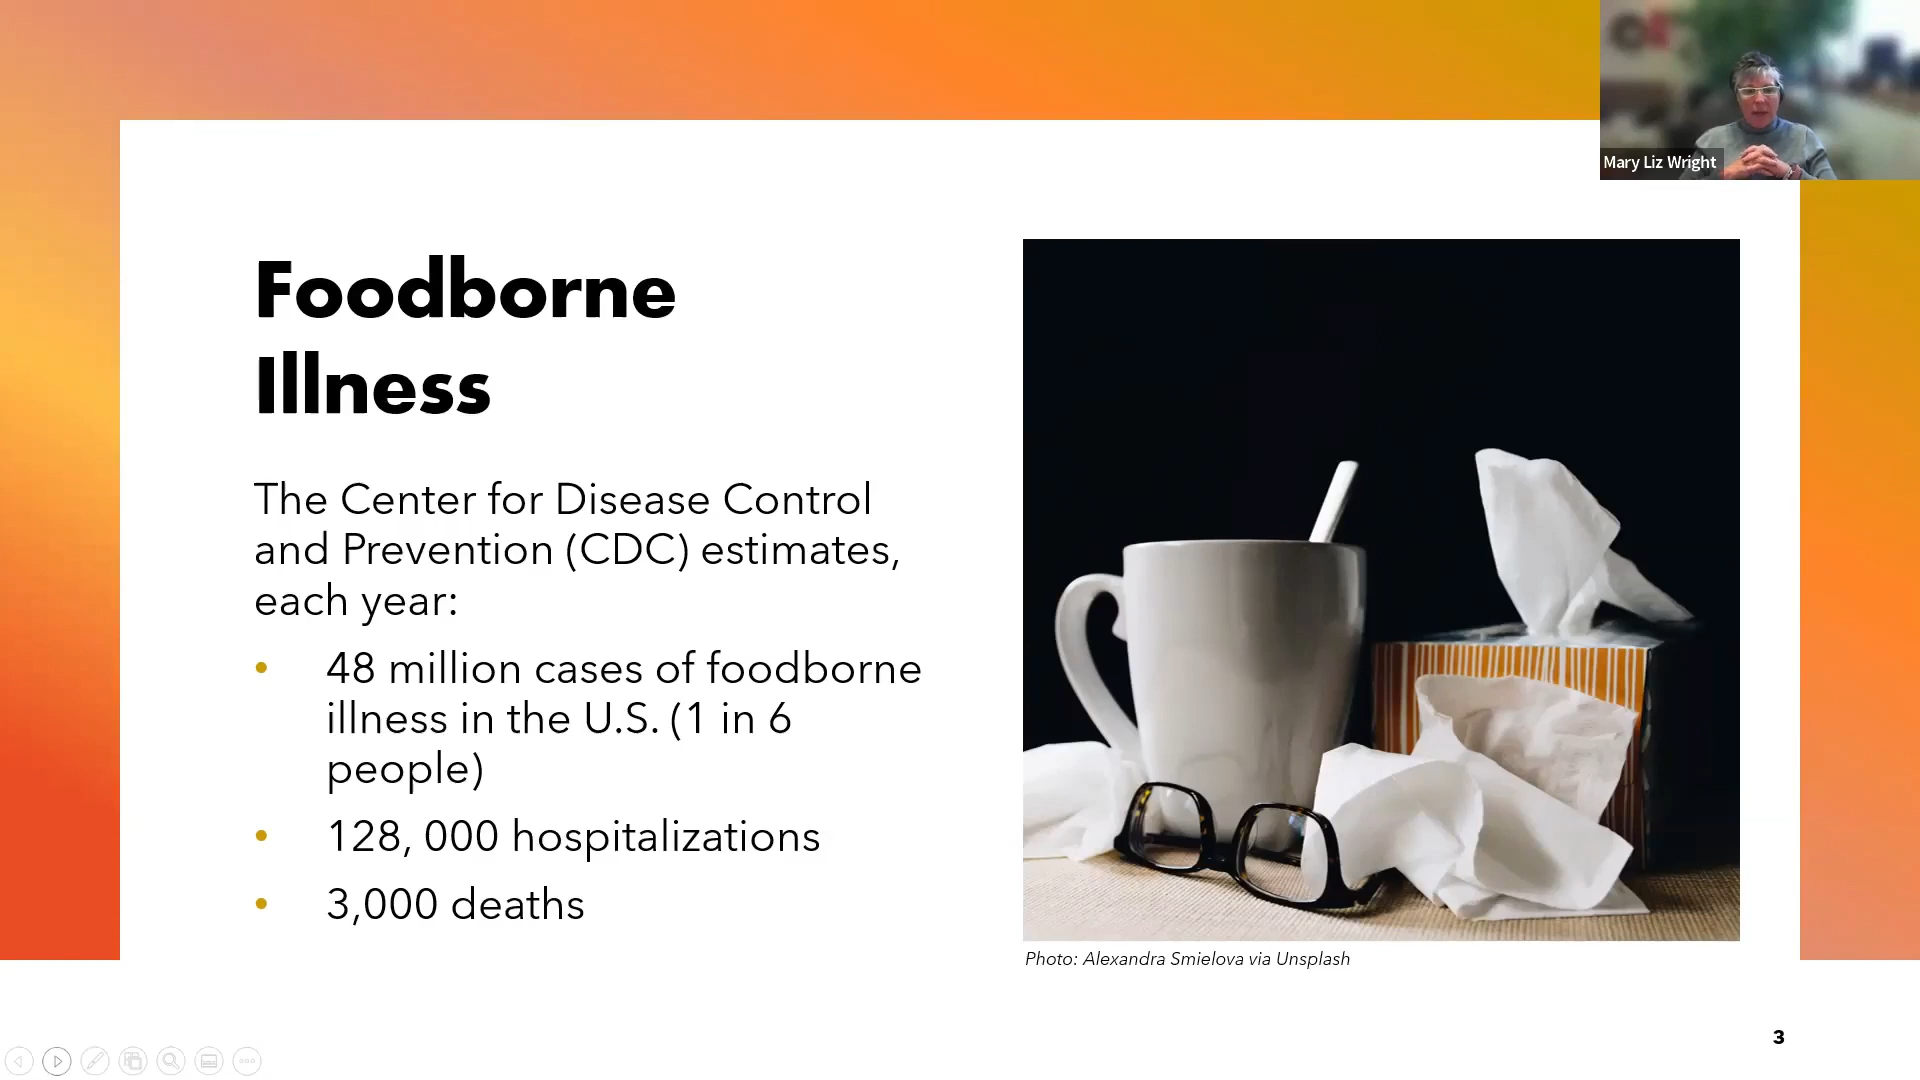 Mary Liz Wright
Foodborne
Illness
The Center for Disease Control
and Prevention (CDC) estimates,
each year:
• 48 million cases of foodborne
illness in the U.S. (1 in 6
people)
• 128, 000 hospitalizations
• 3,000 deaths
Photo: Alexandra Smielova via Unsplash
3